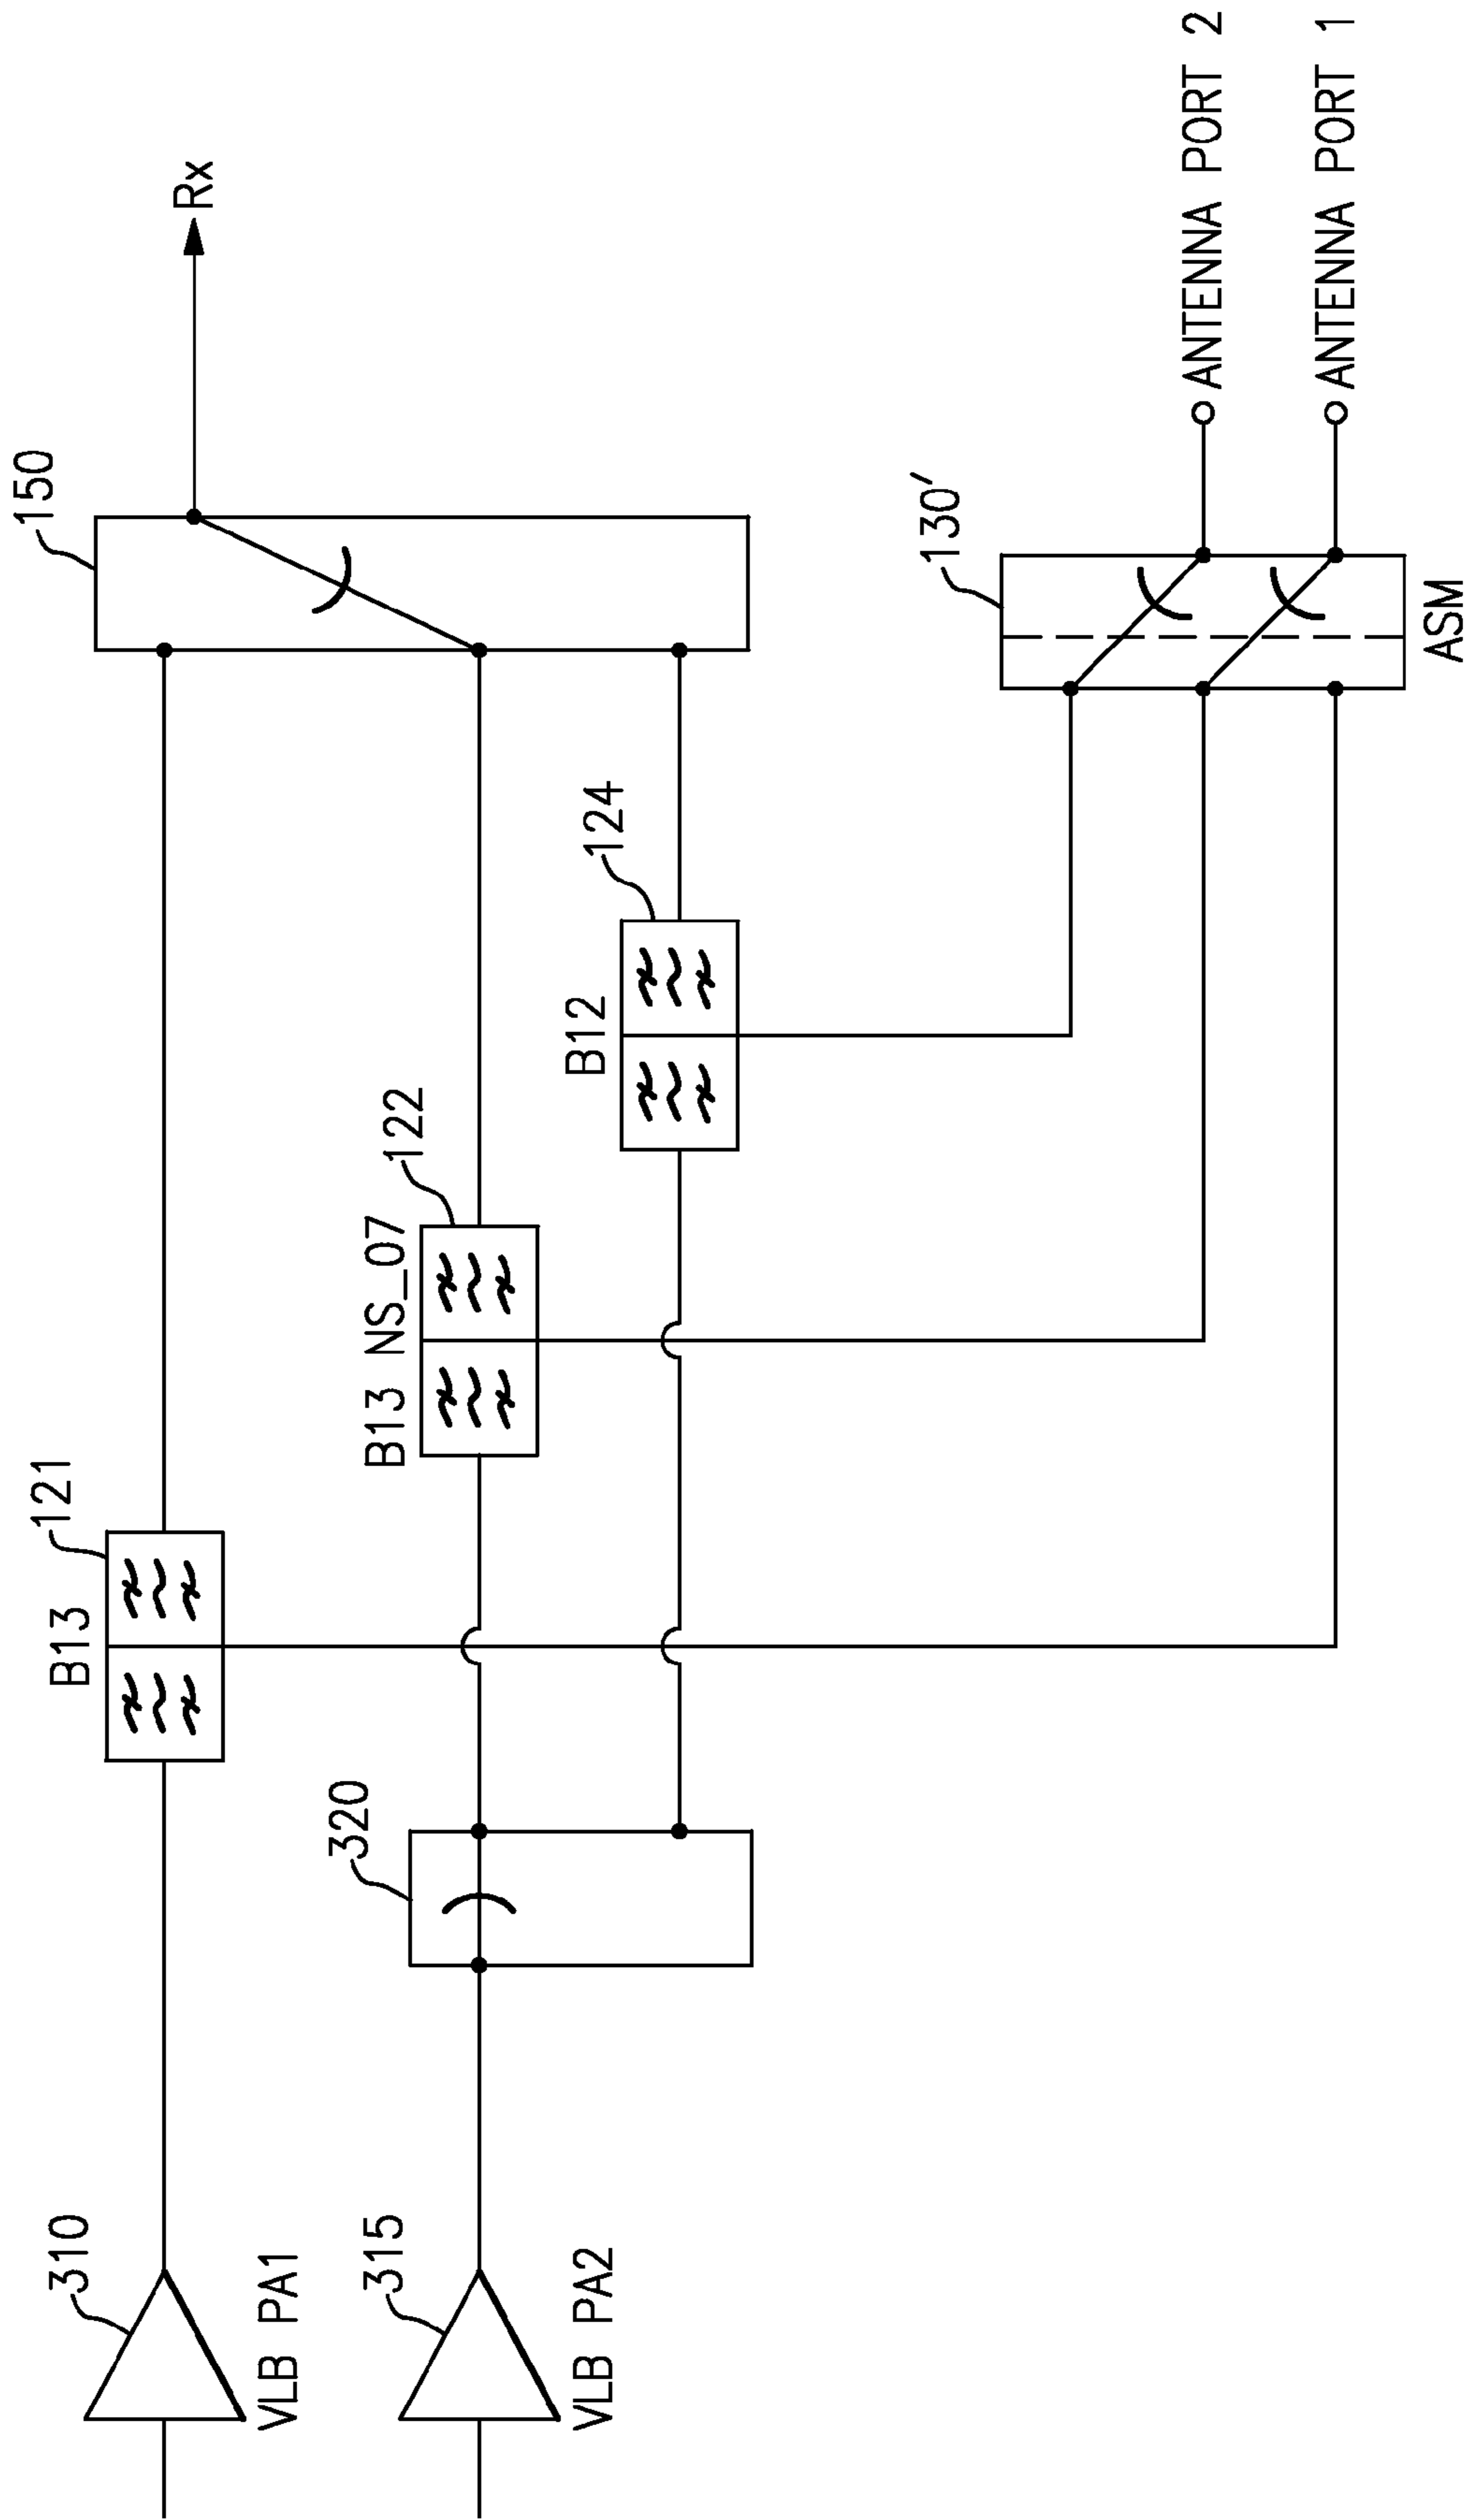 310
VLB PA1
B13
121
150
Rx
315
VLB PA2
320
B13 NS_07
122
B12
124
130′
ASM
ANTENNA PORT 2
ANTENNA PORT 1